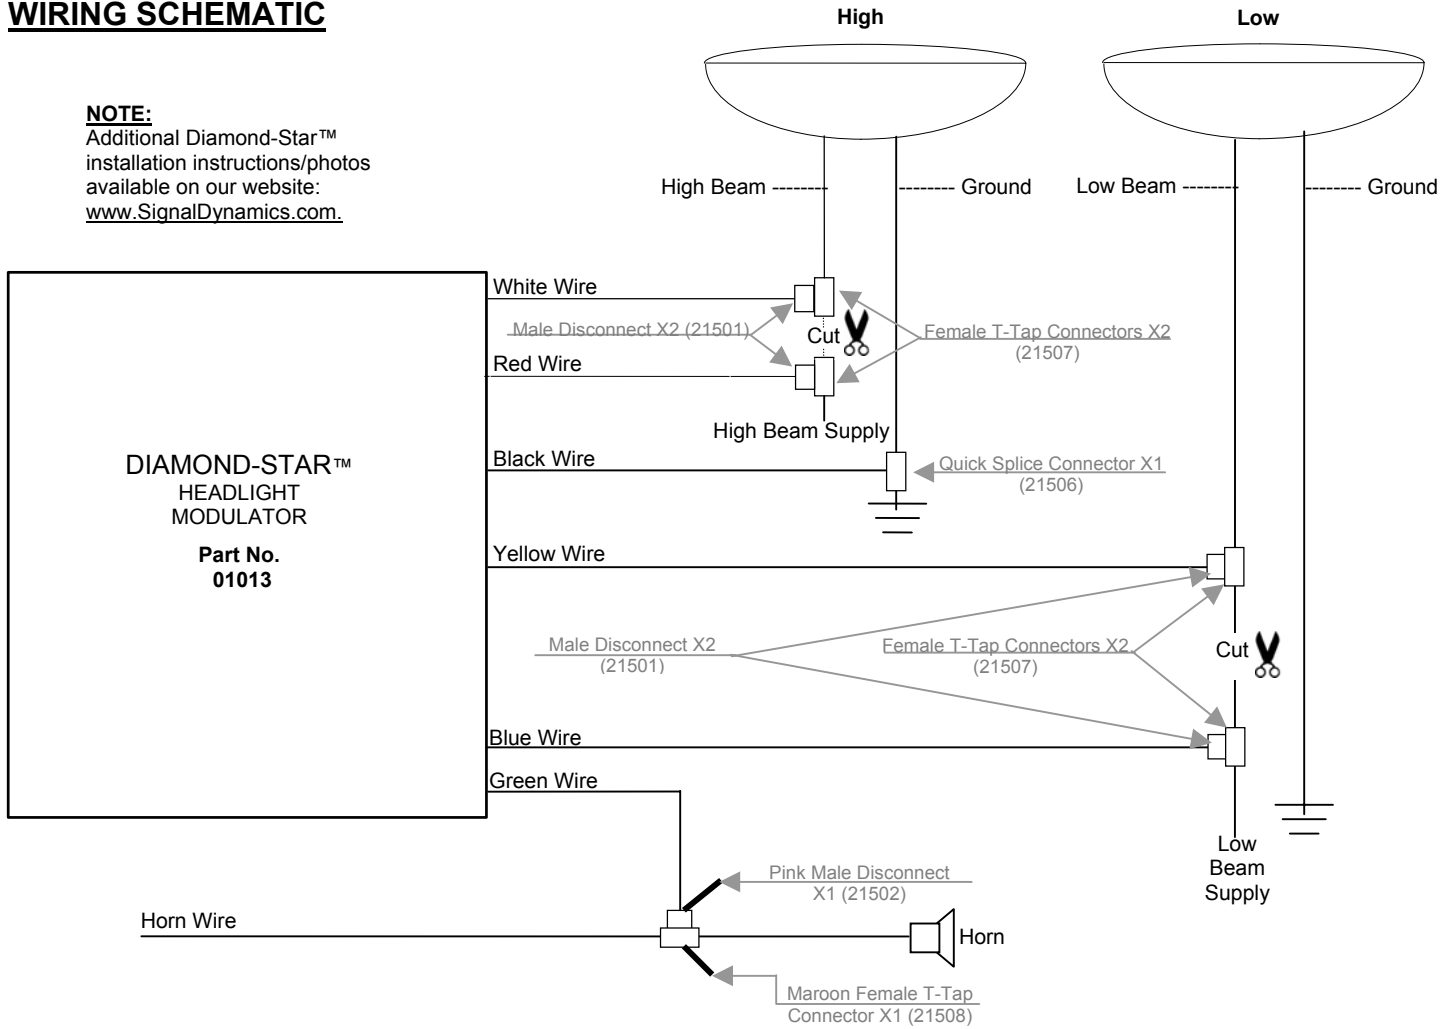 WIRING SCHEMATIC
High
Low
NOTE:
Additional Diamond-Star™
installation instructions/photos
available on our website:
www.SignalDynamics.com.
High Beam
Ground
Low Beam
Ground
White Wire
Male Disconnect X2 (21501)
Cut
Female T-Tap Connectors X2
(21507)
Red Wire
High Beam Supply
DIAMOND-STAR™
HEADLIGHT
MODULATOR
Part No.
01013
Black Wire
Quick Splice Connector X1
(21506)
Yellow Wire
Male Disconnect X2
(21501)
Female T-Tap Connectors X2
(21507)
Cut
Blue Wire
Green Wire
Low
Beam
Supply
Pink Male Disconnect
X1 (21502)
Horn Wire
Horn
Maroon Female T-Tap
Connector X1 (21508)